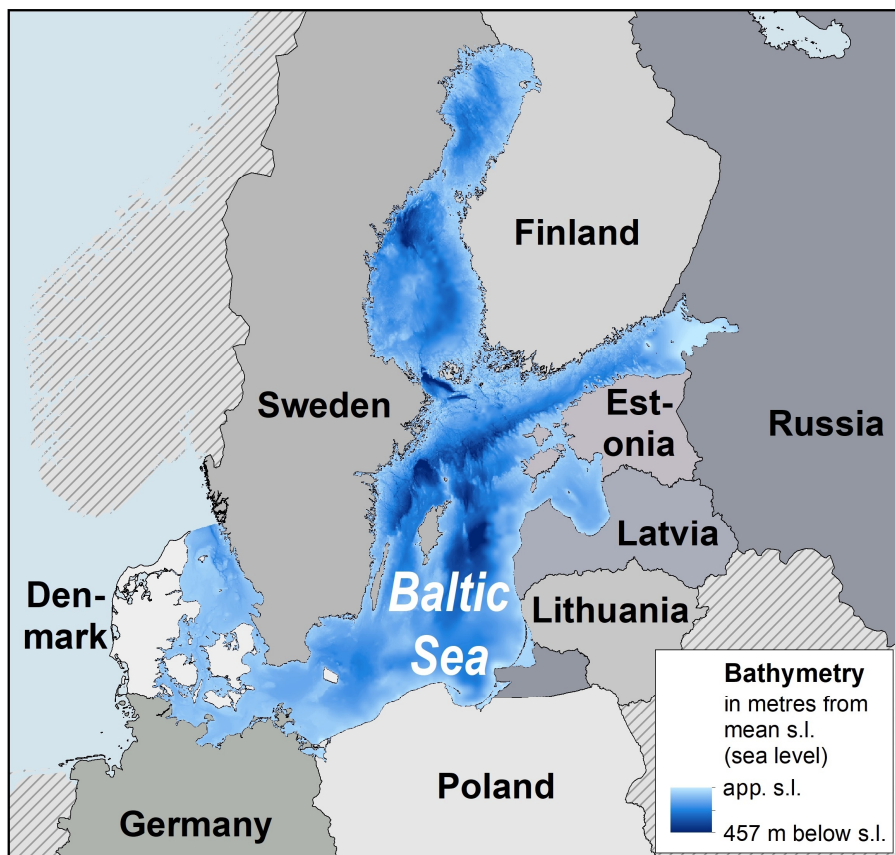 Finland
Sweden
Est-
onia
Russia
Latvia
Den-
mark
Baltic
Sea
Lithuania
Poland
Germany
Bathymetry
in metres from
mean s.l.
(sea level)
app. s.l.
457 m below s.l.